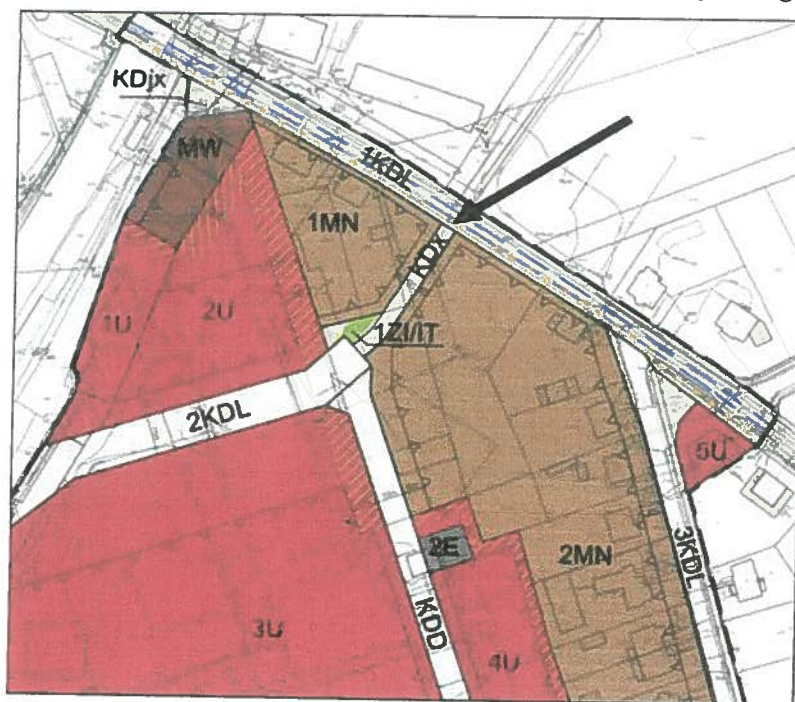 KDjx
MW
1KDL
1MN
KDx
1U
2U
1ZI/IT
2KDL
5U
2E
2MN
3KDL
3U
KDD
4U